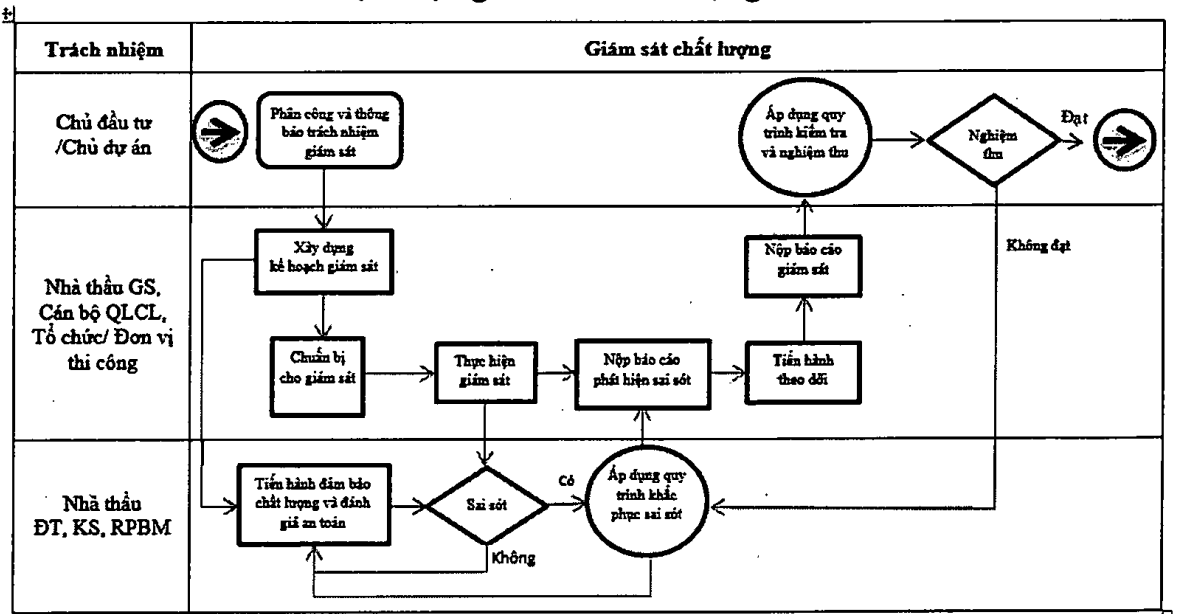 Trách nhiệm
Giám sát chất lượng
Chủ đầu tư
/Chủ dự án
Phân công và thông
báo trách nhiệm
giám sát
Áp dụng quy
trình kiểm tra
và nghiệm thu
Nghiệm
thu
Đạt
Không đạt
Nhà thầu GS,
Cán bộ QLCL,
Tổ chức/ Đơn vị
thi công
Xây dựng
kế hoạch giám sát
Nộp báo cáo
giám sát
Chuẩn bị
cho giám sát
Thực hiện
giám sát
Nộp báo cáo
phát hiện sai sót
Tiến hành
theo dõi
Nhà thầu
ĐT, KS, RPBM
Tiến hành đảm bảo
chất lượng và đánh
giá an toàn
Sai sót
Có
Không
Áp dụng quy
trình khắc
phục sai sót